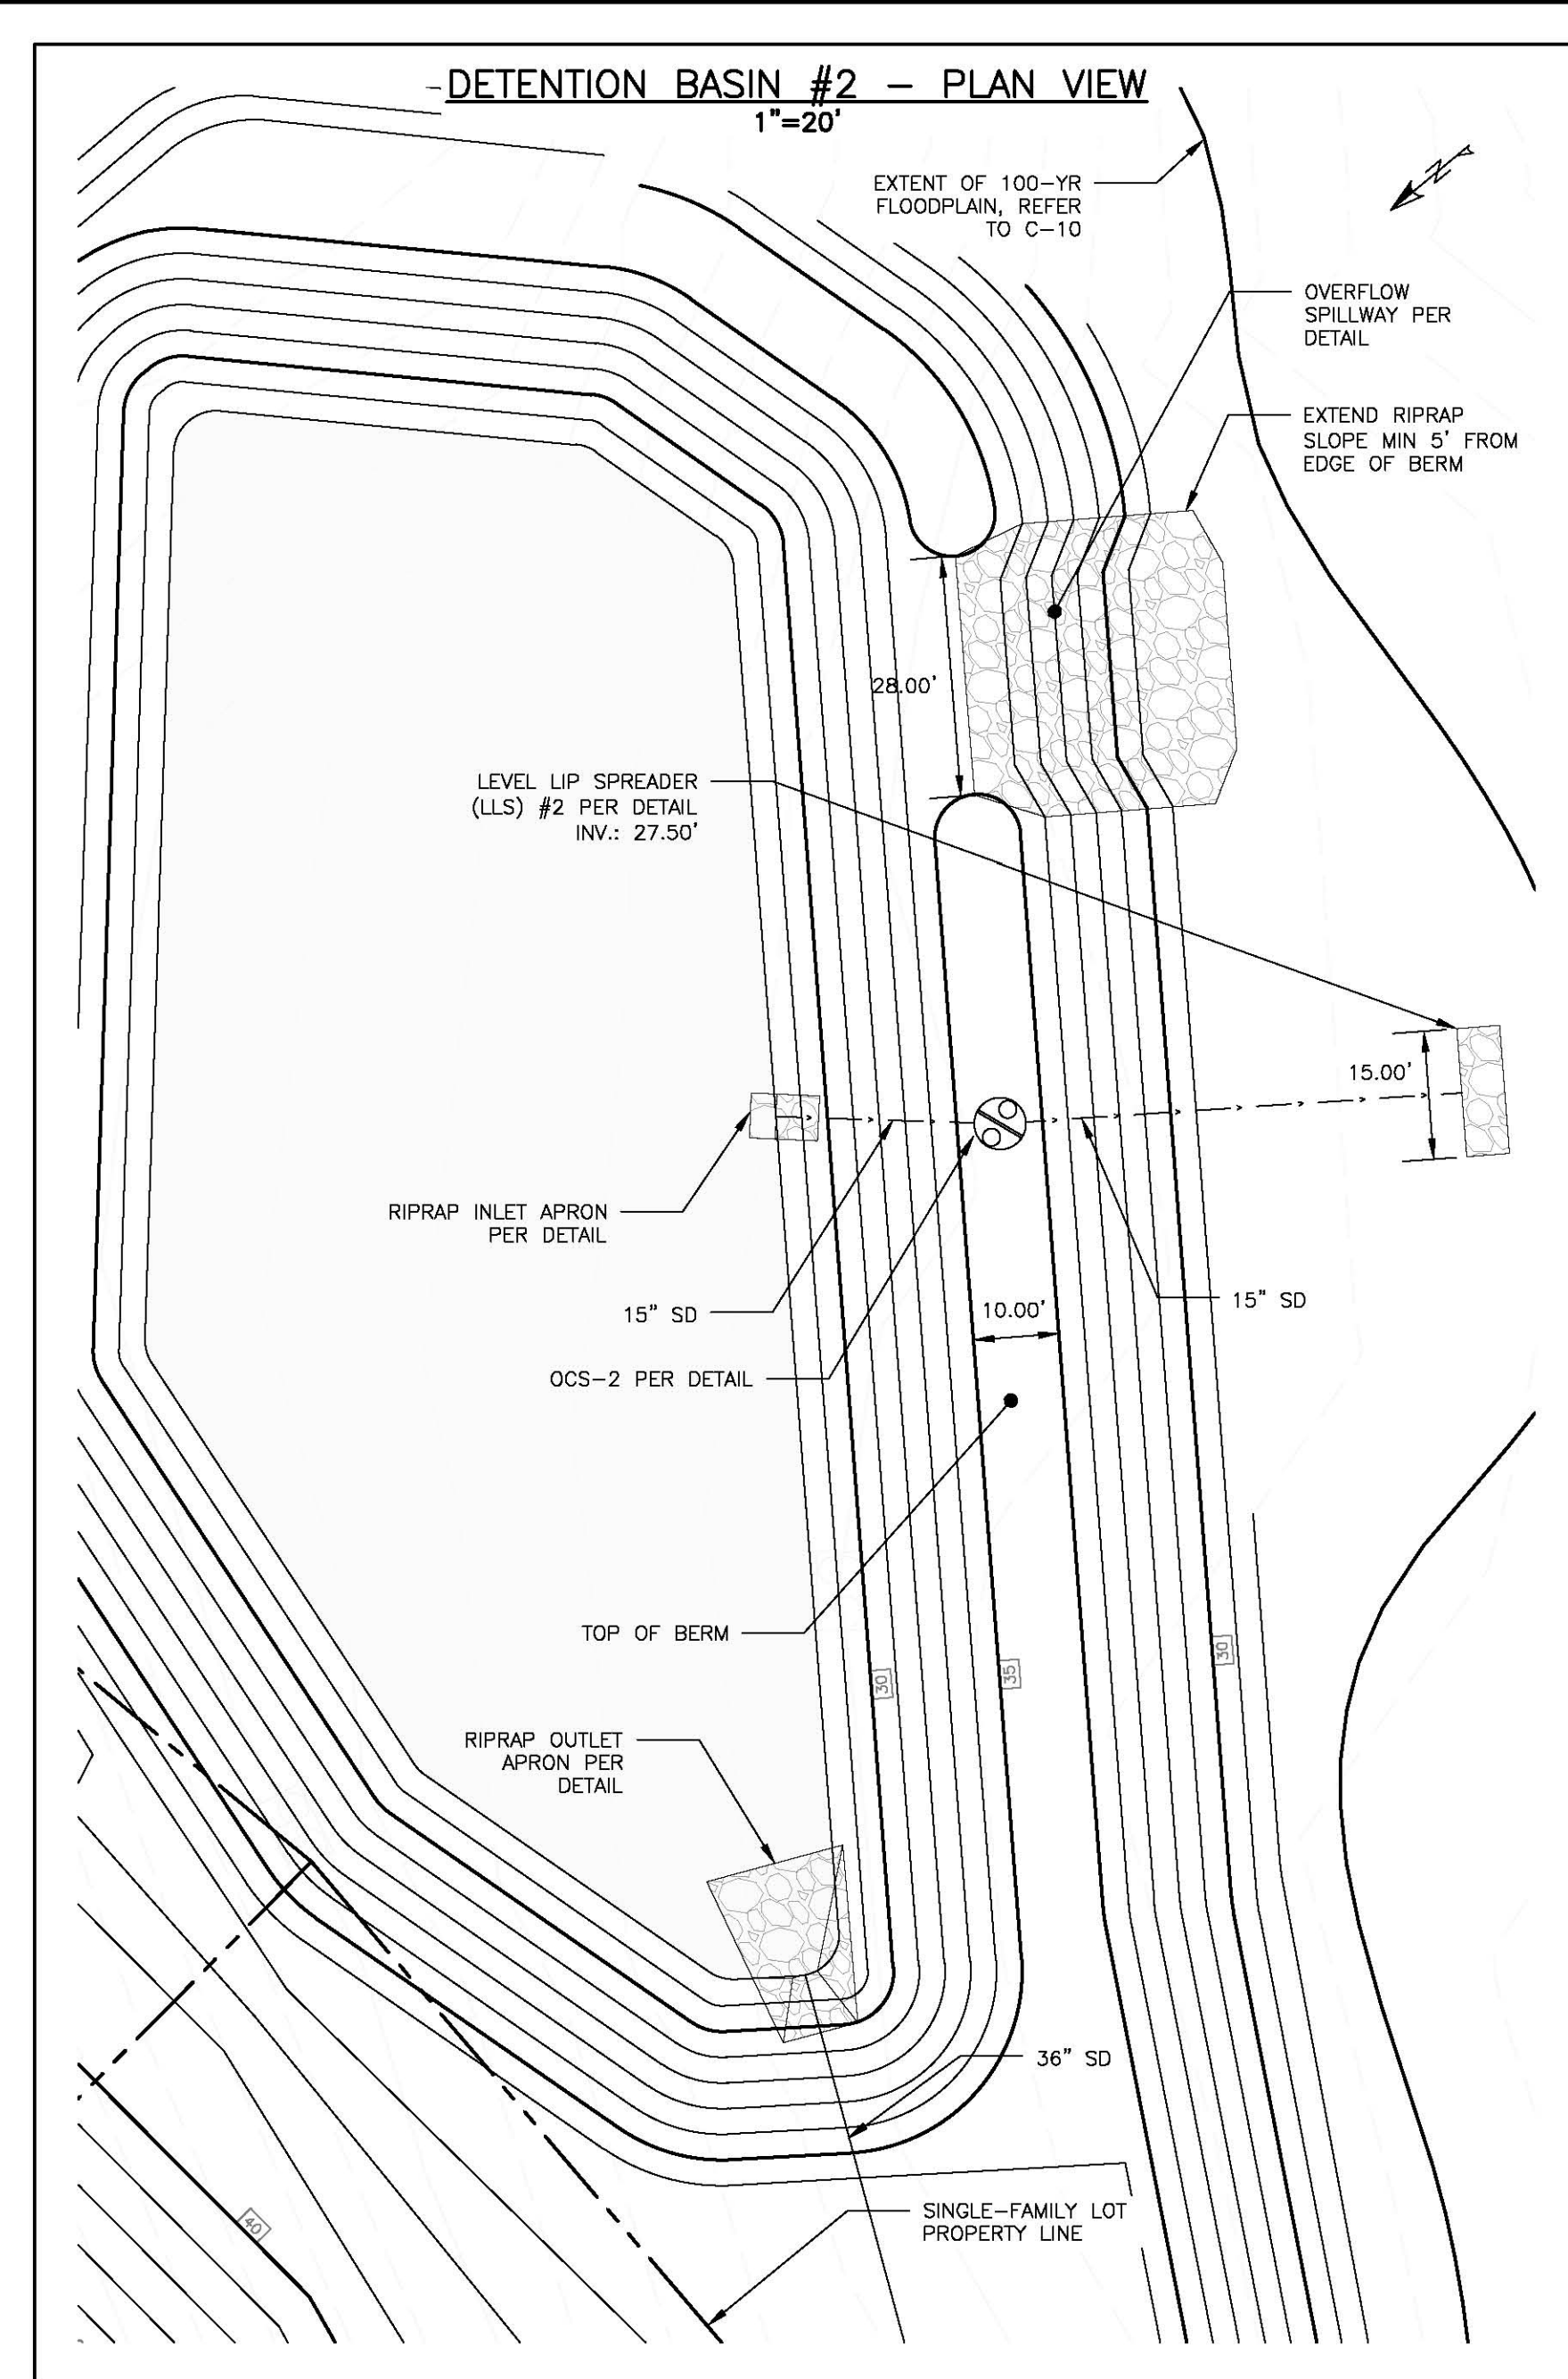 DETENTION BASIN #2 – PLAN VIEW
1"=20'
EXTENT OF 100–YR
FLOODPLAIN, REFER
TO C–10
N
OVERFLOW
SPILLWAY PER
DETAIL
EXTEND RIPRAP
SLOPE MIN 5' FROM
EDGE OF BERM
28.00'
LEVEL LIP SPREADER
(LLS) #2 PER DETAIL
INV.: 27.50'
15.00'
RIPRAP INLET APRON
PER DETAIL
15" SD
10.00'
15" SD
OCS–2 PER DETAIL
TOP OF BERM
30
35
30
RIPRAP OUTLET
APRON PER
DETAIL
36" SD
SINGLE–FAMILY LOT
PROPERTY LINE
40